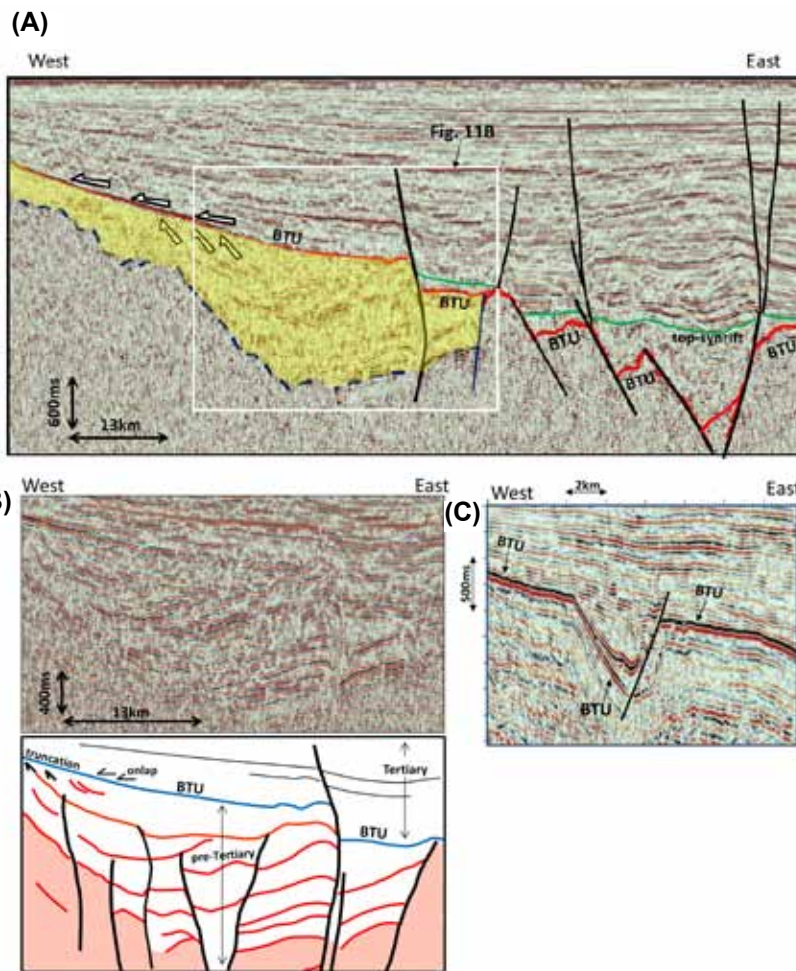 (A)
West
East
Fig. 11B
BTU
BTU
BTU
BTU
top-synrift
BTU
600ms
13km
West
East
B)
400ms
13km
truncation
onlap
BTU
Tertiary
BTU
pre-Tertiary
(C)
West
2km
East
500ms
BTU
BTU
BTU